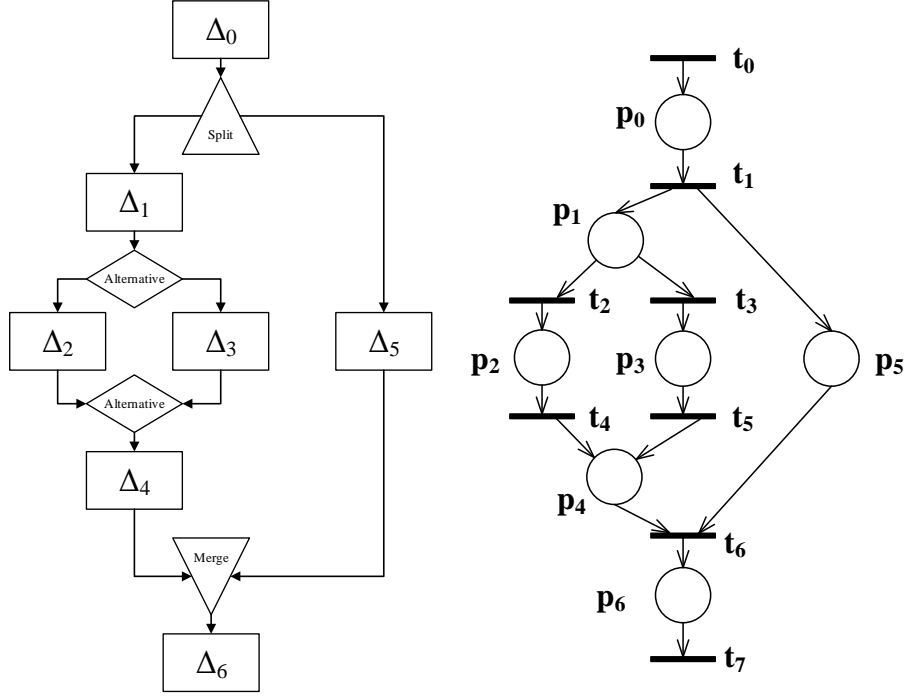 Δ0
Split
Δ1
Alternative
Δ2
Δ3
Δ5
Alternative
Δ4
Merge
Δ6
t0
p0
t1
p1
t2
t3
p2
p3
p5
t4
t5
p4
t6
p6
t7